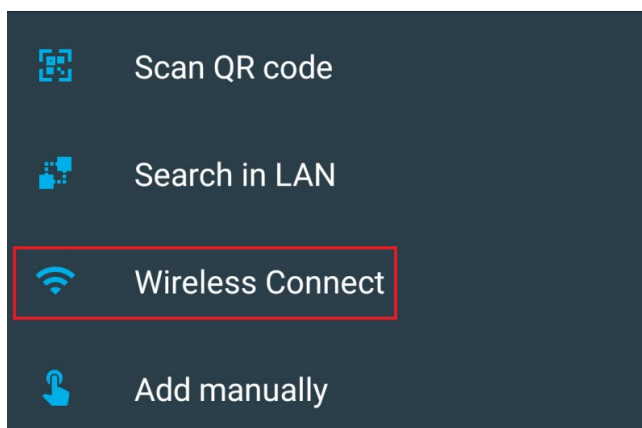 Scan QR code
Search in LAN
Wireless Connect
Add manually